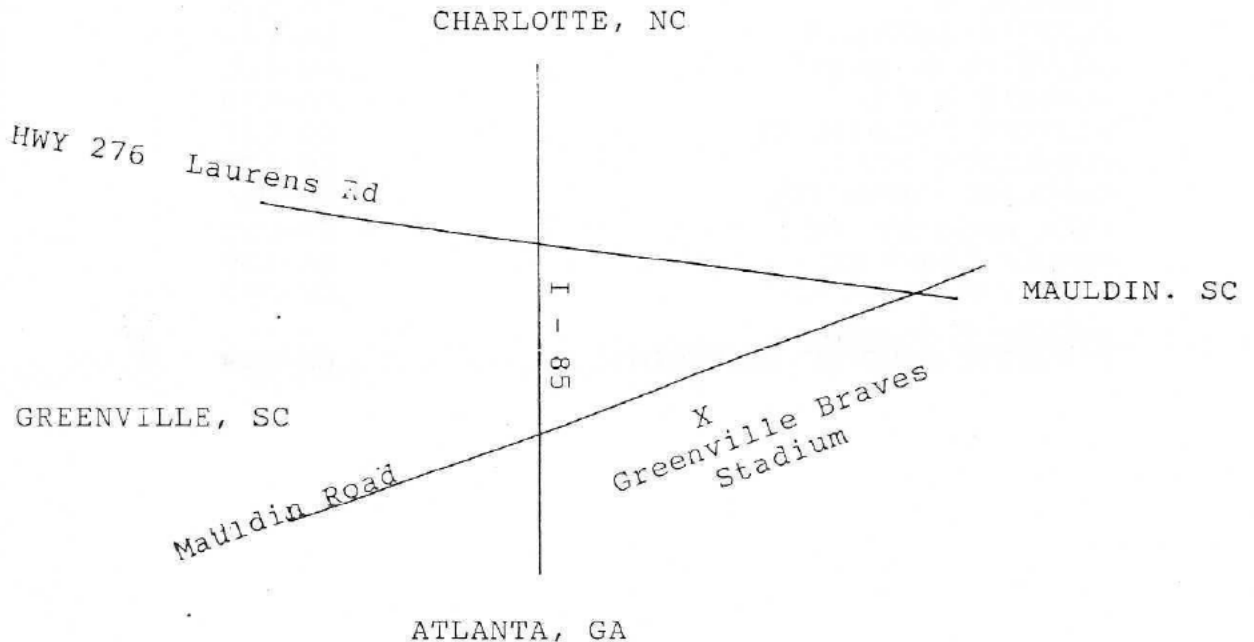 CHARLOTTE, NC
HWY 276 Laurens Rd
I - 85
MAULDIN. SC
GREENVILLE, SC
X
Greenville Braves
Stadium
Mauldin Road
ATLANTA, GA